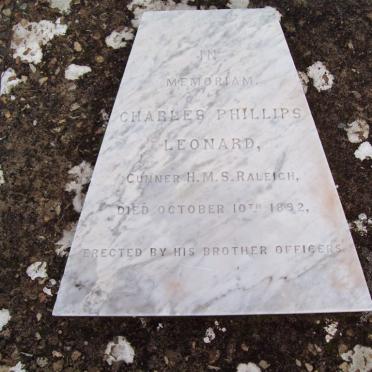 IN
MEMORIAM.
CHARLES PHILLIPS
LEONARD,
GUNNER H.M.S. RALEIGH,
DIED OCTOBER 10TH 1892,
ERECTED BY HIS BROTHER OFFICERS.